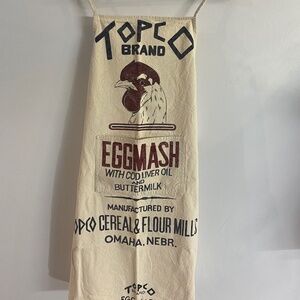 TOPCO
BRAND
EGGMASH
WITH COD LIVER OIL
AND
BUTTERMILK
MANUFACTURED BY
OPCO CEREAL & FLOUR MILLS
OMAHA, NEBR.
TOPCO